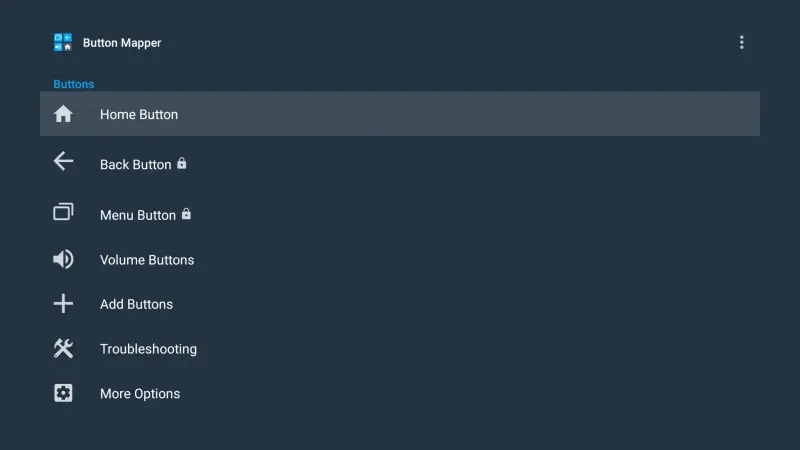 Button Mapper
Buttons
Home Button
Back Button
Menu Button
Volume Buttons
Add Buttons
Troubleshooting
More Options